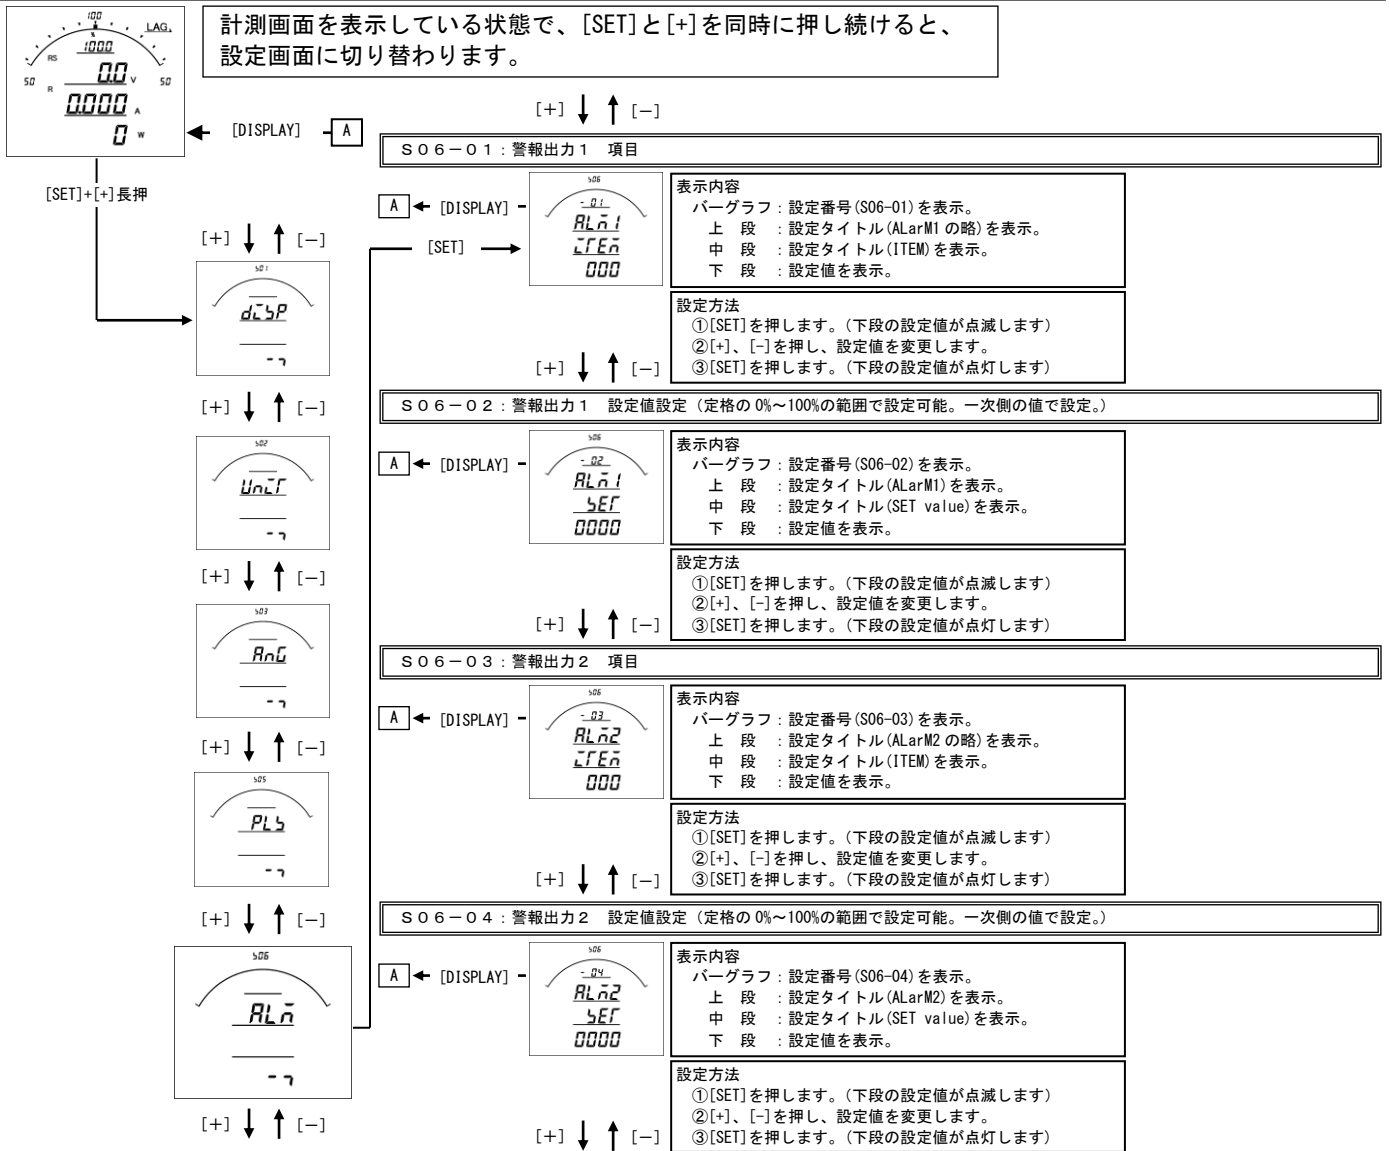 計測画面を表示している状態で、[SET]と[+]を同時に押し続けると、
設定画面に切り替わります。
100
LAG
%
100.0
RS
50
0.0 V
50
R
0.000 A
0 W
[DISPLAY]
A
[SET]+[+]長押
[+] [−]
S01
dISP
[+] [−]
S02
UnIT
[+] [−]
S03
AnG
[+] [−]
S05
PLS
[+] [−]
S06
ALM
[+] [−]
[SET]
[+] [−]
S06−01：警報出力1 項目
A
[DISPLAY]
S06
-01
ALM1
ITEM
000
表示内容
バーグラフ：設定番号(S06-01)を表示。
上 段 ：設定タイトル(ALarM1の略)を表示。
中 段 ：設定タイトル(ITEM)を表示。
下 段 ：設定値を表示。
設定方法
①[SET]を押します。(下段の設定値が点滅します)
②[+]、[-]を押し、設定値を変更します。
③[SET]を押します。(下段の設定値が点灯します)
[+] [−]
S06−02：警報出力1 設定値設定（定格の0%～100%の範囲で設定可能。一次側の値で設定。）
A
[DISPLAY]
S06
-02
ALM1
SET
0000
表示内容
バーグラフ：設定番号(S06-02)を表示。
上 段 ：設定タイトル(ALarM1)を表示。
中 段 ：設定タイトル(SET value)を表示。
下 段 ：設定値を表示。
設定方法
①[SET]を押します。(下段の設定値が点滅します)
②[+]、[-]を押し、設定値を変更します。
③[SET]を押します。(下段の設定値が点灯します)
[+] [−]
S06−03：警報出力2 項目
A
[DISPLAY]
S06
-03
ALM2
ITEM
000
表示内容
バーグラフ：設定番号(S06-03)を表示。
上 段 ：設定タイトル(ALarM2の略)を表示。
中 段 ：設定タイトル(ITEM)を表示。
下 段 ：設定値を表示。
設定方法
①[SET]を押します。(下段の設定値が点滅します)
②[+]、[-]を押し、設定値を変更します。
③[SET]を押します。(下段の設定値が点灯します)
[+] [−]
S06−04：警報出力2 設定値設定（定格の0%～100%の範囲で設定可能。一次側の値で設定。）
A
[DISPLAY]
S06
-04
ALM2
SET
0000
表示内容
バーグラフ：設定番号(S06-04)を表示。
上 段 ：設定タイトル(ALarM2)を表示。
中 段 ：設定タイトル(SET value)を表示。
下 段 ：設定値を表示。
設定方法
①[SET]を押します。(下段の設定値が点滅します)
②[+]、[-]を押し、設定値を変更します。
③[SET]を押します。(下段の設定値が点灯します)
[+] [−]